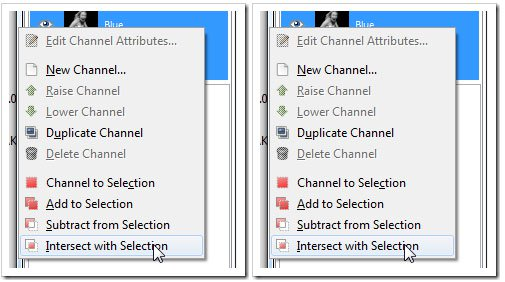 Blue
Edit Channel Attributes...
New Channel...
Raise Channel
Lower Channel
Duplicate Channel
Delete Channel
Channel to Selection
Add to Selection
Subtract from Selection
Intersect with Selection
.0
.K
Blue
Edit Channel Attributes...
New Channel...
Raise Channel
Lower Channel
Duplicate Channel
Delete Channel
Channel to Selection
Add to Selection
Subtract from Selection
Intersect with Selection
.0
.K